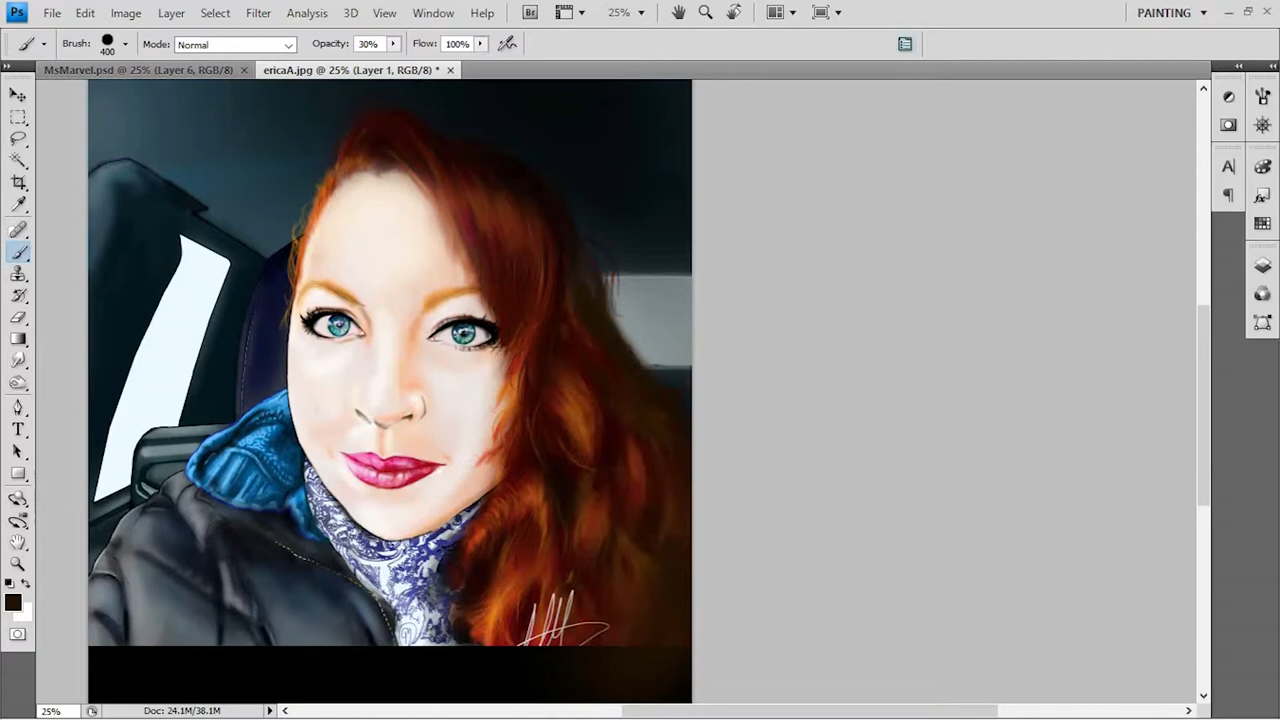 Ps File Edit Image Layer Select Filter Analysis 3D View Window Help Br 25% PAINTING
Brush: 400 Mode: Normal Opacity: 30% Flow: 100%
MsMarvel.psd @ 25% (Layer 6, RGB/8) ericaA.jpg @ 25% (Layer 1, RGB/8) *
25% Doc: 24.1M/38.1M